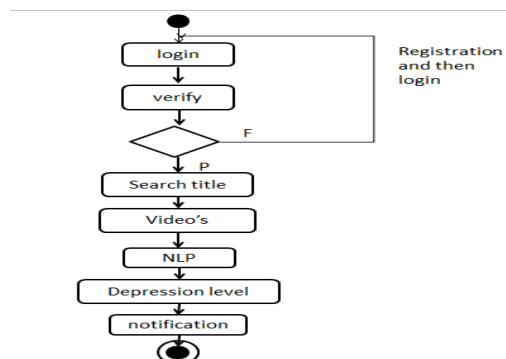 login
Registration
and then
login
verify
F
P
Search title
Video's
NLP
Depression level
notification